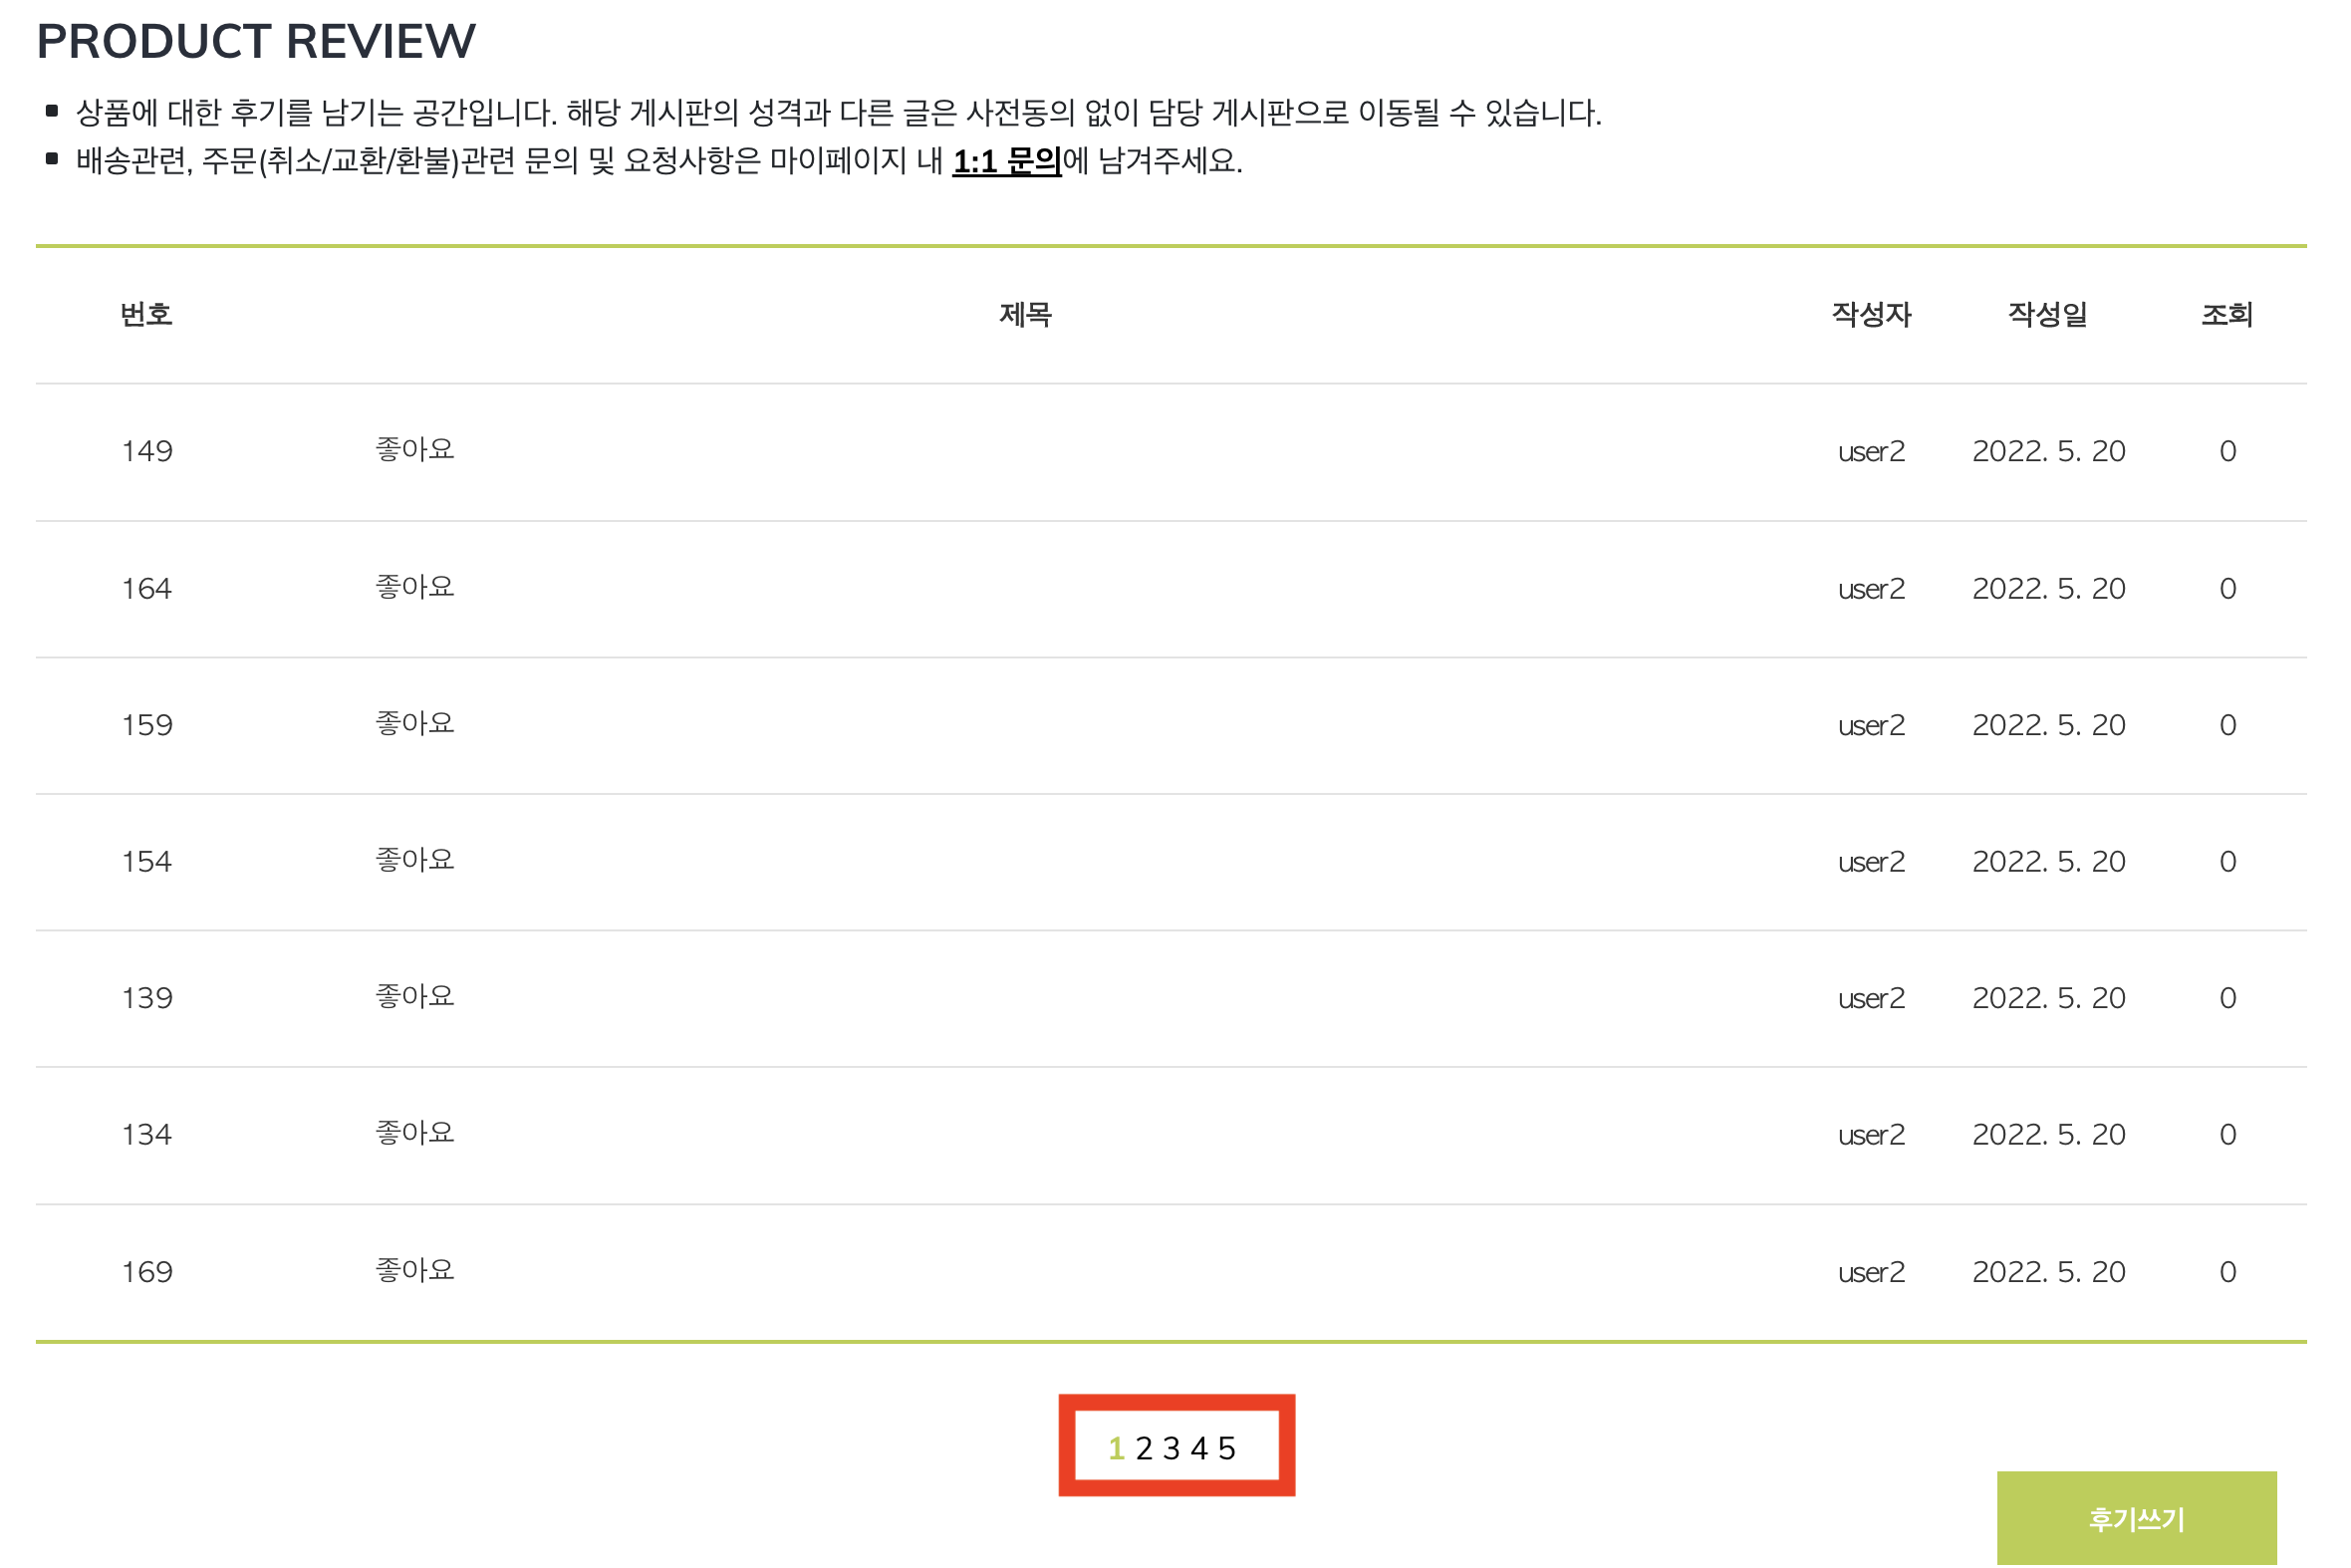 PRODUCT REVIEW
상품에 대한 후기를 남기는 공간입니다. 해당 게시판의 성격과 다른 글은 사전동의 없이 담당 게시판으로 이동될 수 있습니다.
배송관련, 주문(취소/교환/환불)관련 문의 및 요청사항은 마이페이지 내 1:1 문의에 남겨주세요.
번호 제목 작성자 작성일 조회
149 좋아요 user2 2022. 5. 20 0
164 좋아요 user2 2022. 5. 20 0
159 좋아요 user2 2022. 5. 20 0
154 좋아요 user2 2022. 5. 20 0
139 좋아요 user2 2022. 5. 20 0
134 좋아요 user2 2022. 5. 20 0
169 좋아요 user2 2022. 5. 20 0
1 2 3 4 5
후기쓰기